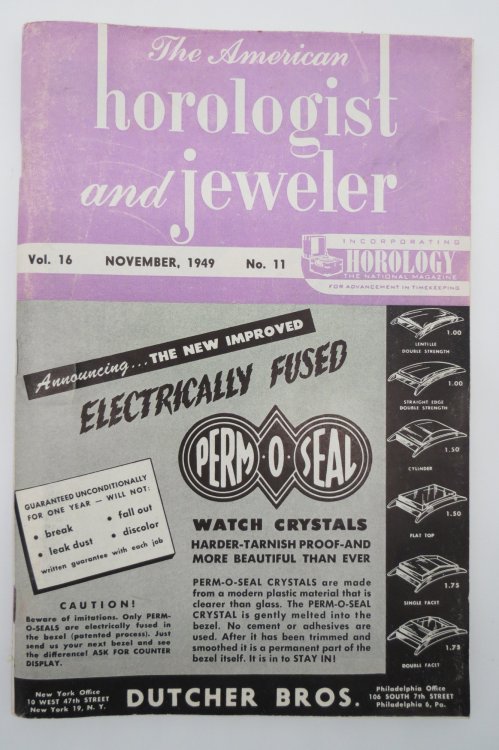 The American
horologist
and jeweler
Vol. 16 NOVEMBER, 1949 No. 11
INCORPORATING
HOROLOGY
THE NATIONAL MAGAZINE
FOR ADVANCEMENT IN TIMEKEEPING
Announcing... THE NEW IMPROVED
ELECTRICALLY FUSED
PERM·O·SEAL
WATCH CRYSTALS
HARDER-TARNISH PROOF-AND
MORE BEAUTIFUL THAN EVER
GUARANTEED UNCONDITIONALLY
FOR ONE YEAR — WILL NOT:
• break • fall out
• leak dust • discolor
written guarantee with each job
PERM-O-SEAL CRYSTALS are made
from a modern plastic material that is
clearer than glass. The PERM-O-SEAL
CRYSTAL is gently melted into the
bezel. No cement or adhesives are
used. After it has been trimmed and
smoothed it is a permanent part of the
bezel itself. It is in to STAY IN!
CAUTION!
Beware of imitations. Only PERM-
O-SEALS are electrically fused in
the bezel (patented process). Just
send us your next bezel and see
the difference! ASK FOR COUNTER
DISPLAY.
1.00
LENTILLE
DOUBLE STRENGTH
1.00
STRAIGHT EDGE
DOUBLE STRENGTH
1.50
CYLINDER
1.50
FLAT TOP
1.75
SINGLE FACET
1.75
DOUBLE FACET
New York Office
10 WEST 47th STREET
New York 19, N. Y.
DUTCHER BROS.
Philadelphia Office
106 SOUTH 7th STREET
Philadelphia 6, Pa.